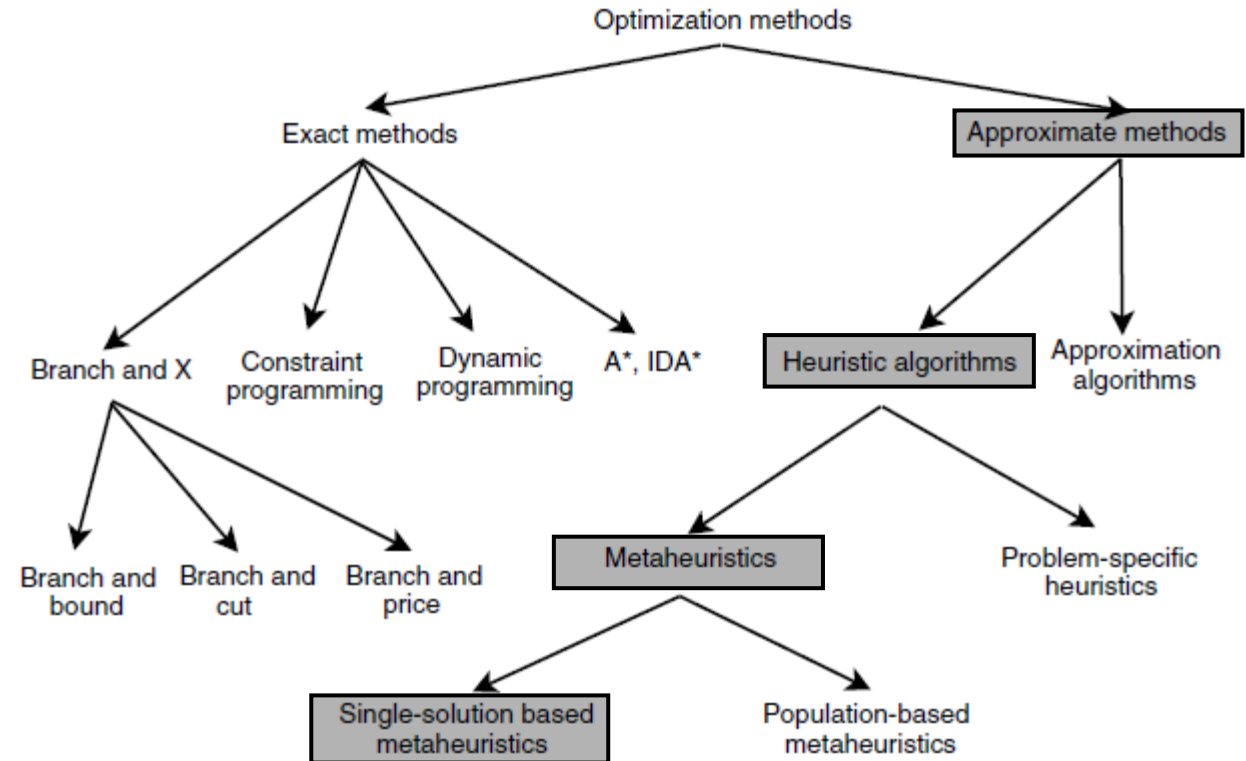 Optimization methods
Exact methods
Approximate methods
Branch and X
Constraint
programming
Dynamic
programming
A*, IDA*
Heuristic algorithms
Approximation
algorithms
Branch and
bound
Branch and
cut
Branch and
price
Metaheuristics
Problem-specific
heuristics
Single-solution based
metaheuristics
Population-based
metaheuristics